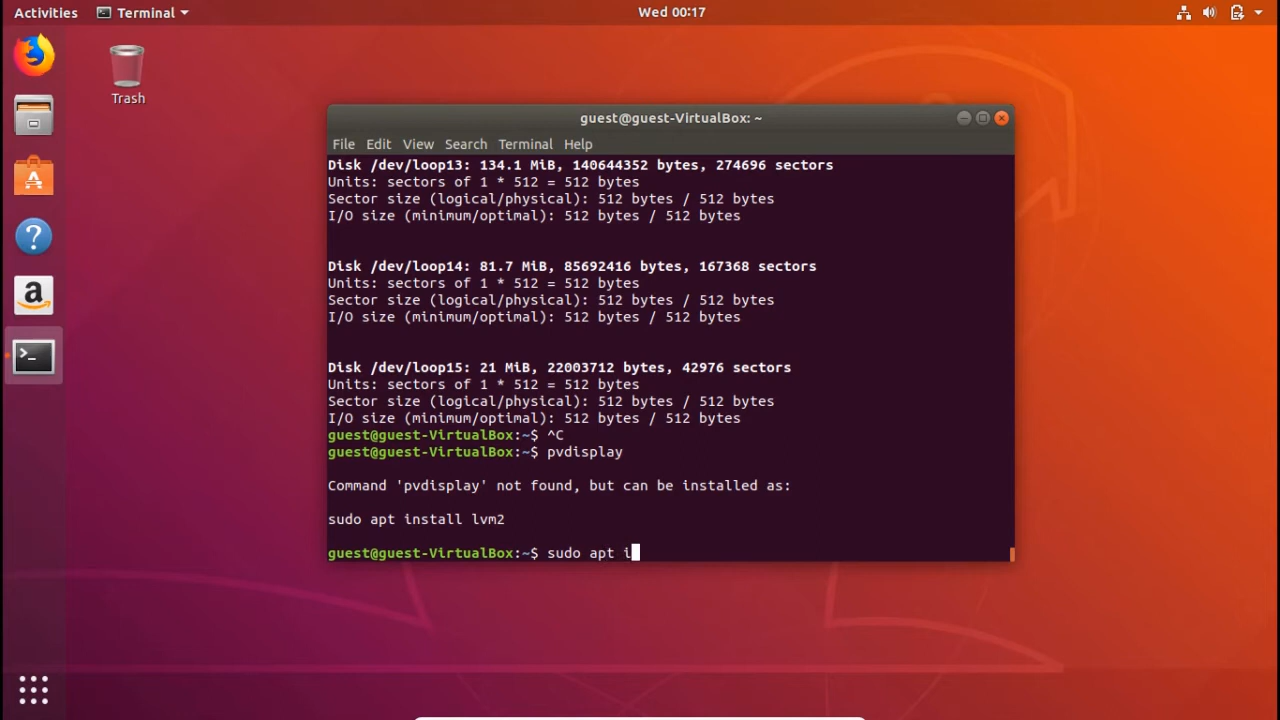 Activities Terminal Wed 00:17
Trash
guest@guest-VirtualBox: ~
File Edit View Search Terminal Help
Disk /dev/loop13: 134.1 MiB, 140644352 bytes, 274696 sectors
Units: sectors of 1 * 512 = 512 bytes
Sector size (logical/physical): 512 bytes / 512 bytes
I/O size (minimum/optimal): 512 bytes / 512 bytes
Disk /dev/loop14: 81.7 MiB, 85692416 bytes, 167368 sectors
Units: sectors of 1 * 512 = 512 bytes
Sector size (logical/physical): 512 bytes / 512 bytes
I/O size (minimum/optimal): 512 bytes / 512 bytes
Disk /dev/loop15: 21 MiB, 22003712 bytes, 42976 sectors
Units: sectors of 1 * 512 = 512 bytes
Sector size (logical/physical): 512 bytes / 512 bytes
I/O size (minimum/optimal): 512 bytes / 512 bytes
guest@guest-VirtualBox:~$ ^C
guest@guest-VirtualBox:~$ pvdisplay
Command 'pvdisplay' not found, but can be installed as:
sudo apt install lvm2
guest@guest-VirtualBox:~$ sudo apt i